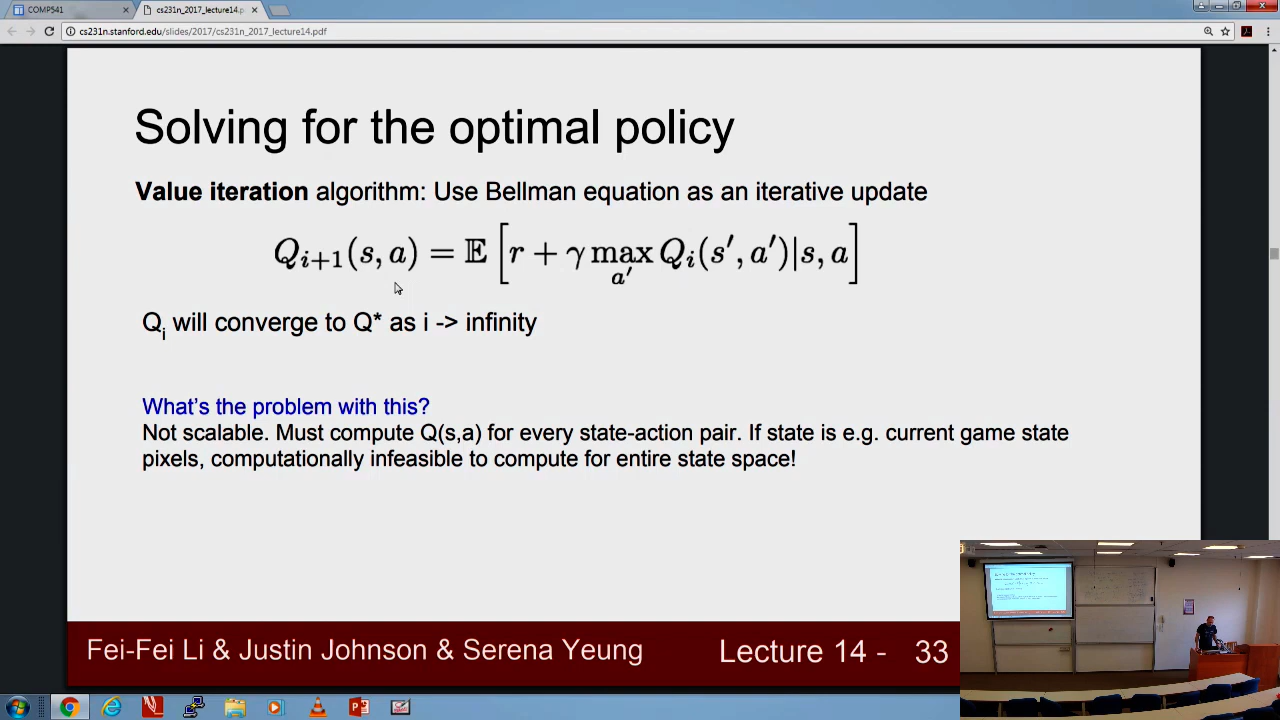 COMP541
cs231n_2017_lecture14.p
cs231n.stanford.edu/slides/2017/cs231n_2017_lecture14.pdf
Solving for the optimal policy
Value iteration algorithm: Use Bellman equation as an iterative update
Q_{i+1}(s, a) = 𝔼 [r + γ max_{a'} Q_i(s', a')|s, a]
Q_i will converge to Q* as i -> infinity
What's the problem with this?
Not scalable. Must compute Q(s,a) for every state-action pair. If state is e.g. current game state
pixels, computationally infeasible to compute for entire state space!
Fei-Fei Li & Justin Johnson & Serena Yeung
Lecture 14 - 33